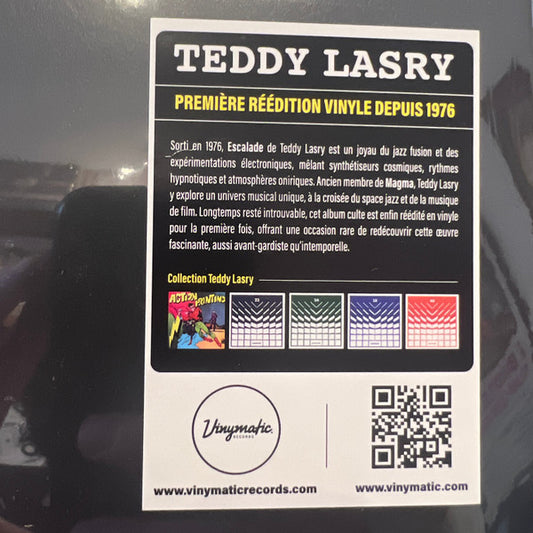 TEDDY LASRY
PREMIÈRE RÉÉDITION VINYLE DEPUIS 1976
Sorti en 1976, Escalade de Teddy Lasry est un joyau du jazz fusion et des
expérimentations électroniques, mêlant synthétiseurs cosmiques, rythmes
hypnotiques et atmosphères oniriques. Ancien membre de Magma, Teddy Lasry
y explore un univers musical unique, à la croisée du space jazz et de la musique
de film. Longtemps resté introuvable, cet album culte est enfin réédité en vinyle
pour la première fois, offrant une occasion rare de redécouvrir cette œuvre
fascinante, aussi avant-gardiste qu'intemporelle.
Collection Teddy Lasry
ACTION PRINTING
Vinymatic.
RECORDS
www.vinymaticrecords.com
www.vinymatic.com